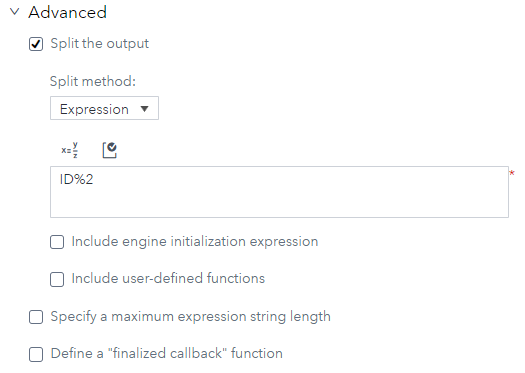 Advanced
Split the output
Split method:
Expression
x=y/z
ID%2
*
Include engine initialization expression
Include user-defined functions
Specify a maximum expression string length
Define a "finalized callback" function